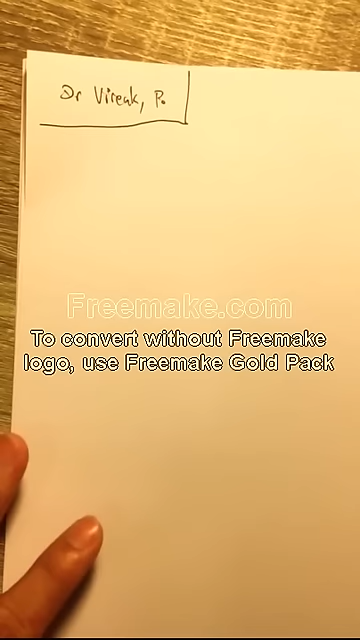 Dr Virenk, P.
Freemake.com
To convert without Freemake
logo, use Freemake Gold Pack